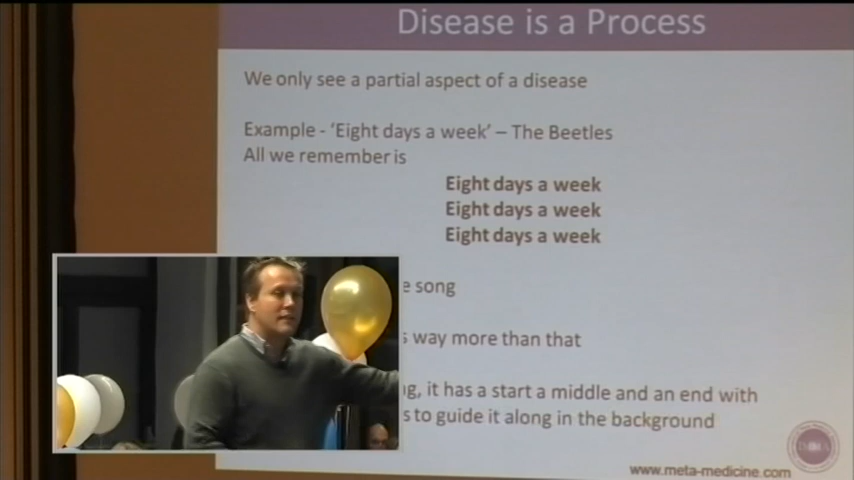 Disease is a Process
We only see a partial aspect of a disease
Example - 'Eight days a week' – The Beetles
All we remember is
Eight days a week
Eight days a week
Eight days a week
e song
way more than that
g, it has a start a middle and an end with
s to guide it along in the background
www.meta-medicine.com